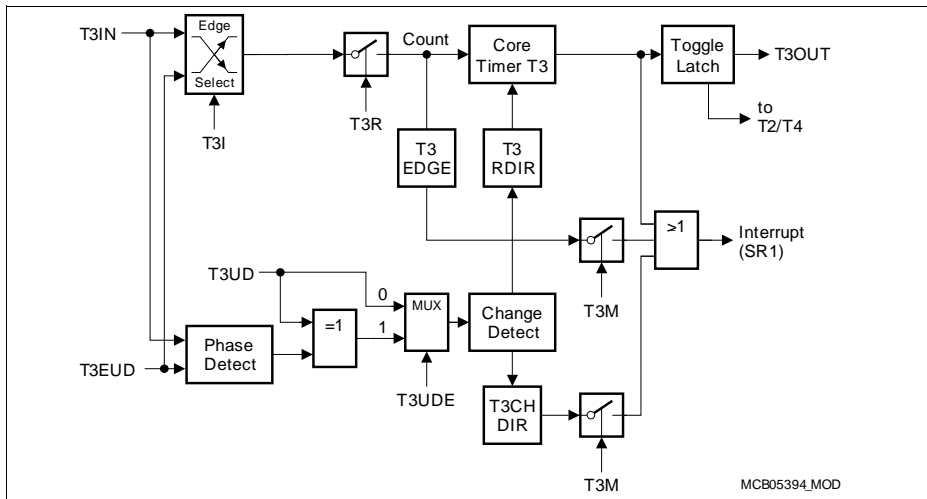 T3IN
Edge
Select
T3I
T3R
Count
Core
Timer T3
Toggle
Latch
T3OUT
to
T2/T4
T3
EDGE
T3
RDIR
≥1
Interrupt
(SR1)
T3M
T3UD
0
MUX
=1
1
Change
Detect
Phase
Detect
T3EUD
T3UDE
T3CH
DIR
T3M
MCB05394_MOD